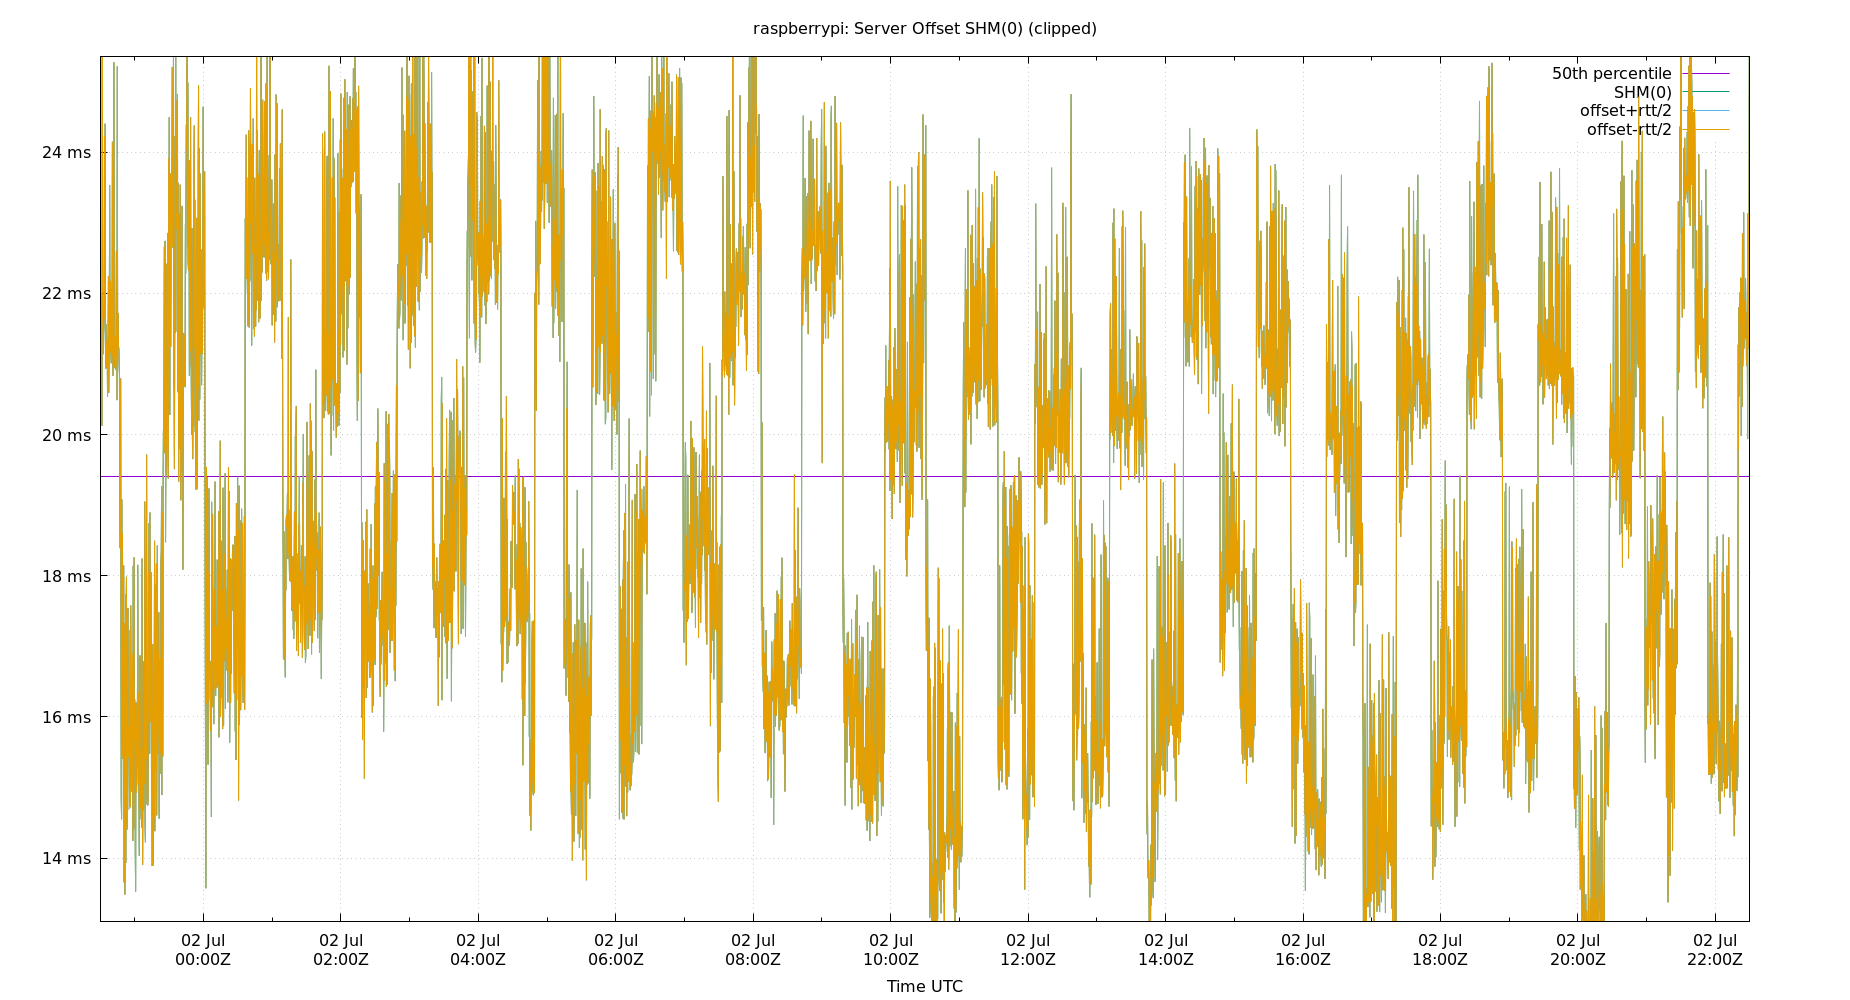 raspberrypi: Server Offset SHM(0) (clipped)
50th percentile
SHM(0)
offset+rtt/2
offset-rtt/2
24 ms
22 ms
20 ms
18 ms
16 ms
14 ms
02 Jul 02 Jul 02 Jul 02 Jul 02 Jul 02 Jul 02 Jul 02 Jul 02 Jul 02 Jul 02 Jul 02 Jul
00:00Z 02:00Z 04:00Z 06:00Z 08:00Z 10:00Z 12:00Z 14:00Z 16:00Z 18:00Z 20:00Z 22:00Z
Time UTC